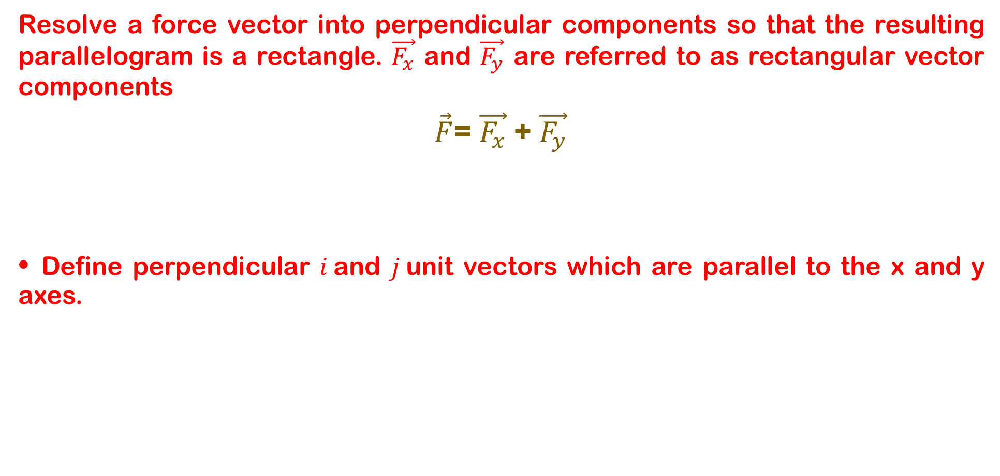 Resolve a force vector into perpendicular components so that the resulting
parallelogram is a rectangle. $\overrightarrow{F_x}$ and $\overrightarrow{F_y}$ are referred to as rectangular vector
components
$\vec{F} = \overrightarrow{F_x} + \overrightarrow{F_y}$
• Define perpendicular $i$ and $j$ unit vectors which are parallel to the x and y
axes.